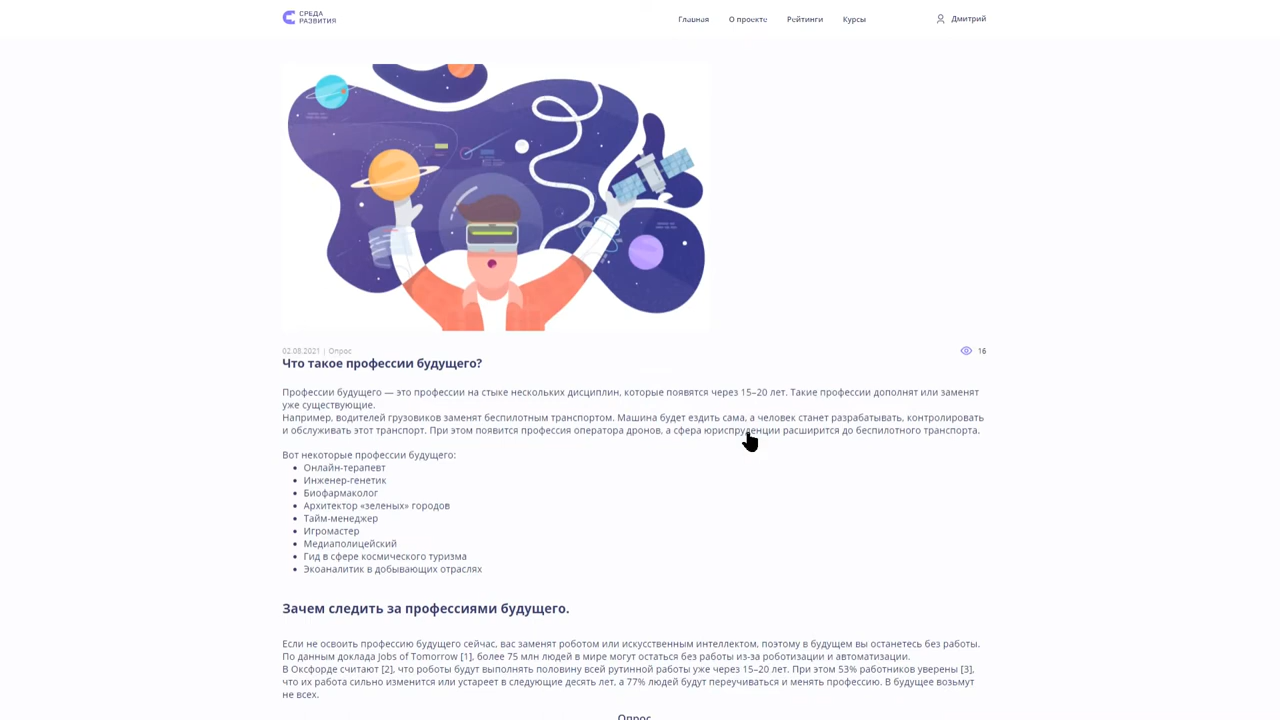 СРЕДА
РАЗВИТИЯ
Главная
О проекте
Рейтинги
Курсы
Дмитрий
02.08.2021 | Опрос
16
Что такое профессии будущего?
Профессии будущего — это профессии на стыке нескольких дисциплин, которые появятся через 15–20 лет. Такие профессии дополнят или заменят
уже существующие.
Например, водителей грузовиков заменят беспилотным транспортом. Машина будет ездить сама, а человек станет разрабатывать, контролировать
и обслуживать этот транспорт. При этом появится профессия оператора дронов, а сфера юриспруденции расширится до беспилотного транспорта.
Вот некоторые профессии будущего:
Онлайн-терапевт
Инженер-генетик
Биофармаколог
Архитектор «зеленых» городов
Тайм-менеджер
Игромастер
Медиаполицейский
Гид в сфере космического туризма
Экоаналитик в добывающих отраслях
Зачем следить за профессиями будущего.
Если не освоить профессию будущего сейчас, вас заменят роботом или искусственным интеллектом, поэтому в будущем вы останетесь без работы.
По данным доклада Jobs of Tomorrow [1], более 75 млн людей в мире могут остаться без работы из-за роботизации и автоматизации.
В Оксфорде считают [2], что роботы будут выполнять половину всей рутинной работы уже через 15–20 лет. При этом 53% работников уверены [3],
что их работа сильно изменится или устареет в следующие десять лет, а 77% людей будут переучиваться и менять профессию. В будущее возьмут
не всех.
Опрос